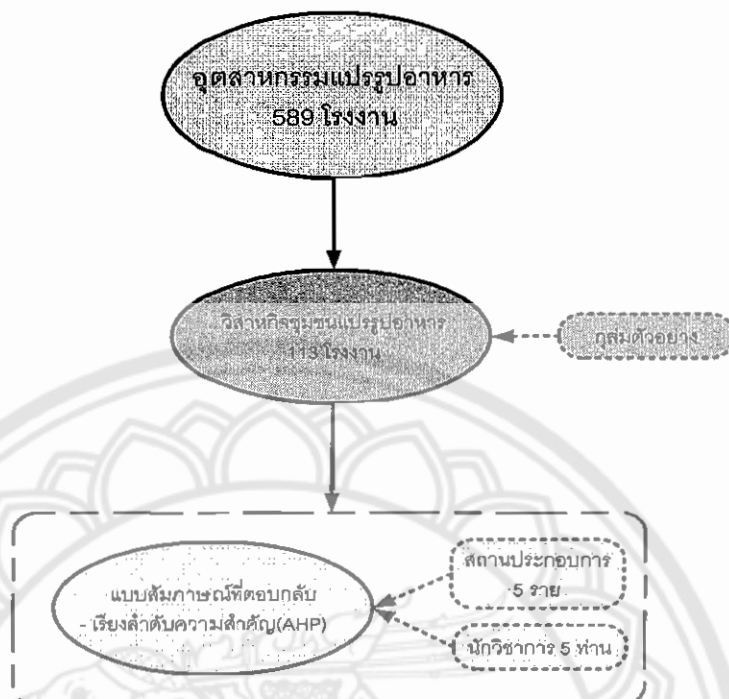 อุตสาหกรรมแปรรูปอาหาร
589 โรงงาน
วิสาหกิจชุมชนแปรรูปอาหาร
113 โรงงาน
กลุ่มตัวอย่าง
แบบสัมภาษณ์ที่ตอบกลับ
- เรียงลำดับความสำคัญ(AHP)
สถานประกอบการ
5 ราย
นักวิชาการ 5 ท่าน